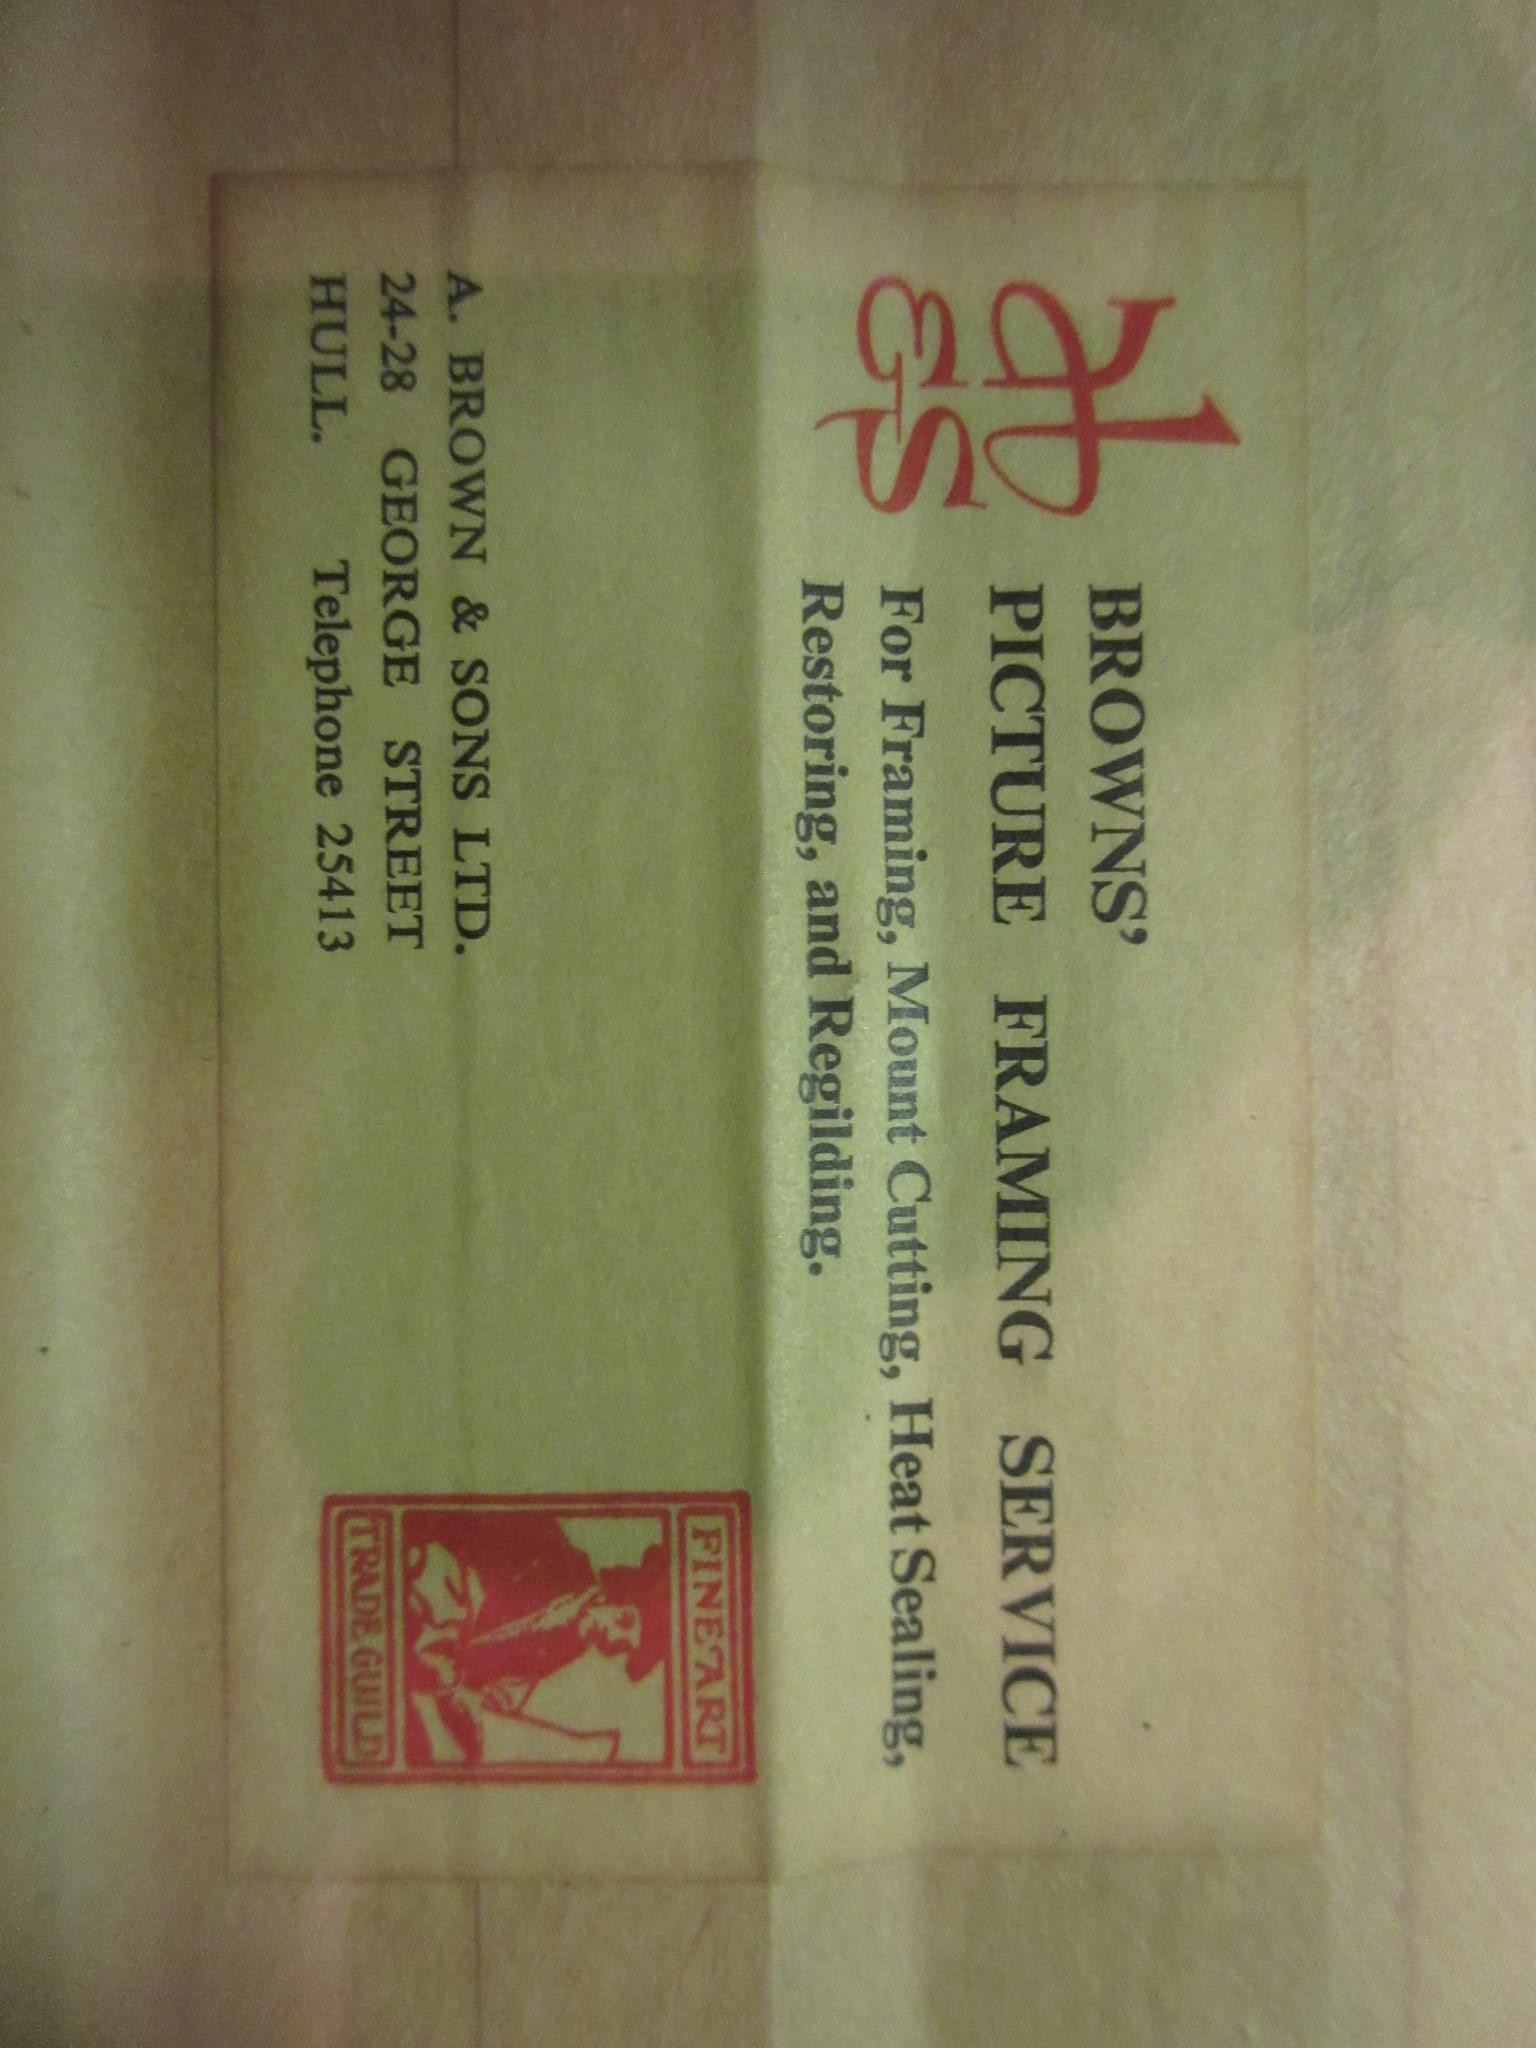 ab
&S
BROWNS'
PICTURE FRAMING SERVICE
For Framing, Mount Cutting, Heat Sealing,
Restoring, and Regilding.
A. BROWN & SONS LTD.
24-28 GEORGE STREET
HULL. Telephone 25413
FINE ART
TRADE GUILD